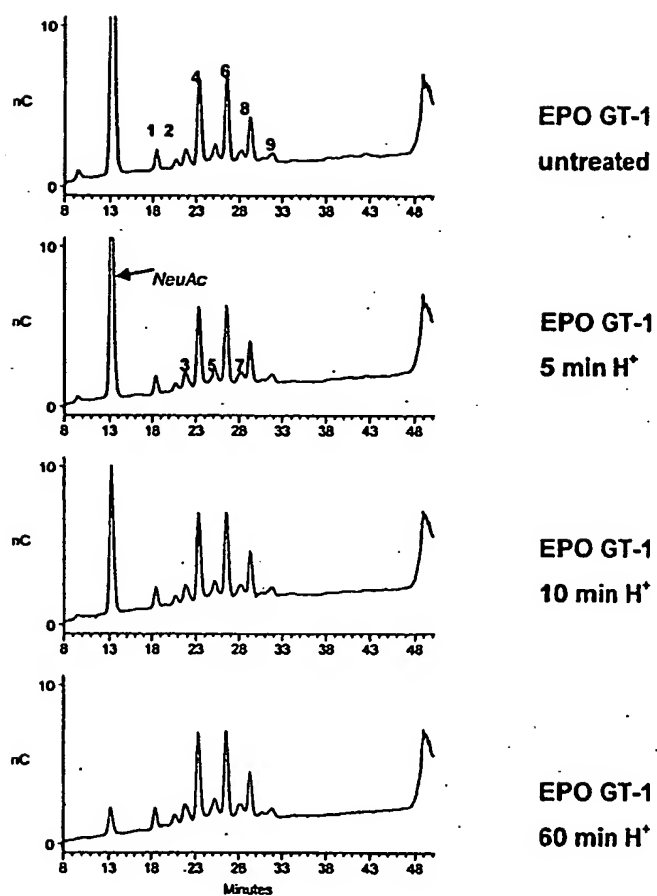 10
nC
0
1 2 4 6 8 9
8 13 18 23 28 33 38 43 48
EPO GT-1
untreated
10
nC
0
NeuAc
3 5 7
8 13 18 23 28 33 38 43 48
EPO GT-1
5 min H⁺
10
nC
0
8 13 18 23 28 33 38 43 48
EPO GT-1
10 min H⁺
10
nC
0
8 13 18 23 28 33 38 43 48
Minutes
EPO GT-1
60 min H⁺